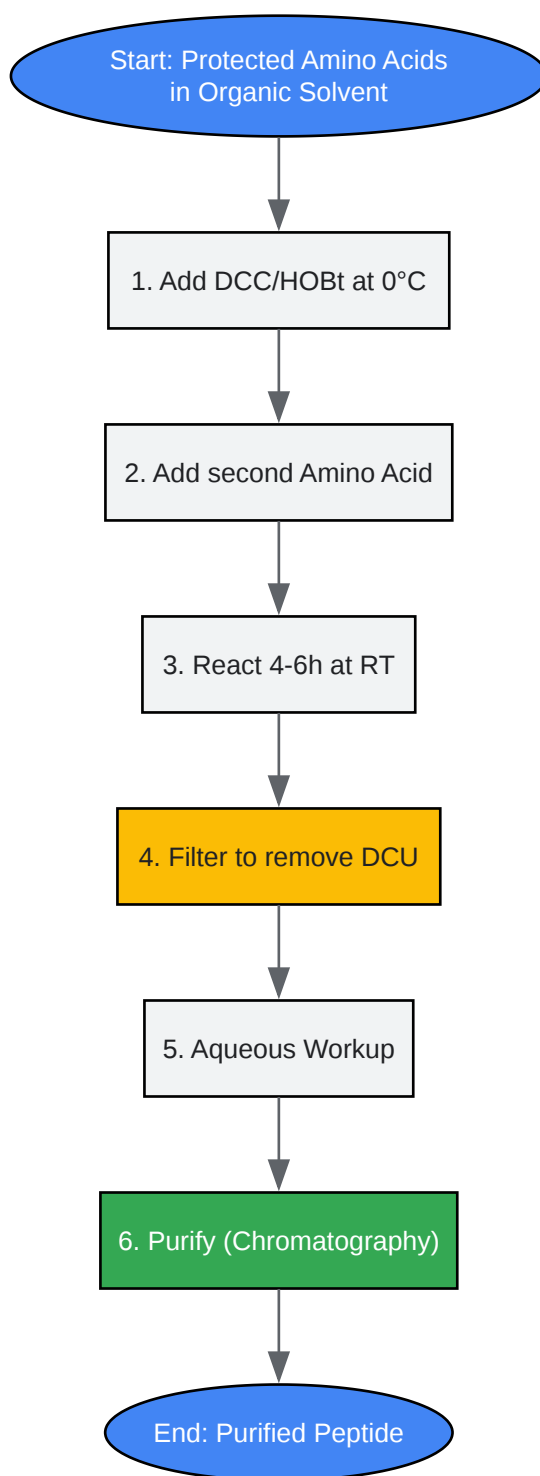 Start: Protected Amino Acids
in Organic Solvent
1. Add DCC/HOBt at 0°C
2. Add second Amino Acid
3. React 4-6h at RT
4. Filter to remove DCU
5. Aqueous Workup
6. Purify (Chromatography)
End: Purified Peptide